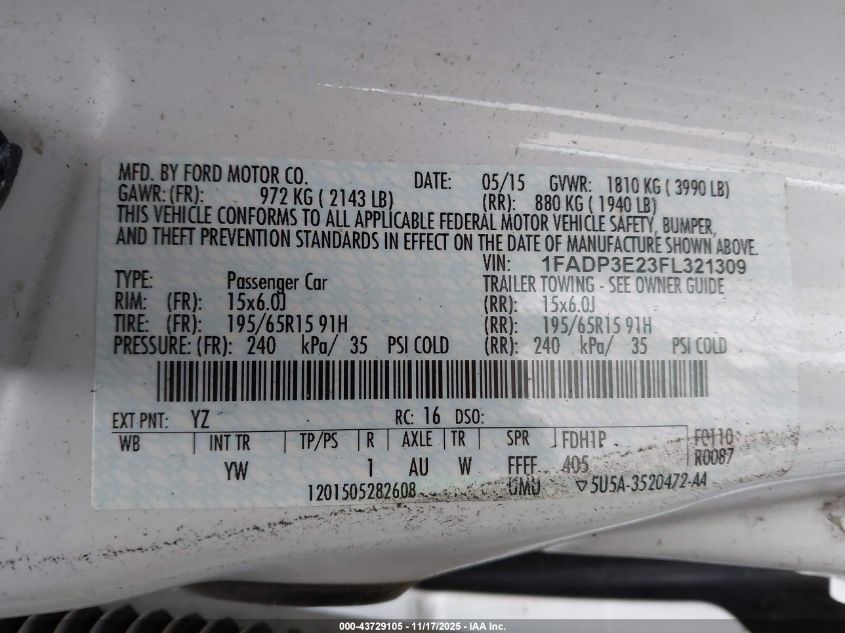 MFD. BY FORD MOTOR CO. DATE: 05/15 GVWR: 1810 KG ( 3990 LB)
GAWR: (FR): 972 KG ( 2143 LB) (RR): 880 KG ( 1940 LB)
THIS VEHICLE CONFORMS TO ALL APPLICABLE FEDERAL MOTOR VEHICLE SAFETY, BUMPER,
AND THEFT PREVENTION STANDARDS IN EFFECT ON THE DATE OF MANUFACTURE SHOWN ABOVE.
VIN: 1FADP3E23FL321309
TYPE: Passenger Car TRAILER TOWING - SEE OWNER GUIDE
RIM: (FR): 15x6.0J (RR): 15x6.0J
TIRE: (FR): 195/65R15 91H (RR): 195/65R15 91H
PRESSURE: (FR): 240 kPa/ 35 PSI COLD (RR): 240 kPa/ 35 PSI COLD
EXT PNT: YZ RC: 16 DSO:
WB INT TR TP/PS R AXLE TR SPR FDH1P F0110
YW 1 AU W FFFF 405 R0087
1201505282608 UMU ▽5U5A-3520472-AA
000-43729105 - 11/17/2025 - IAA Inc.